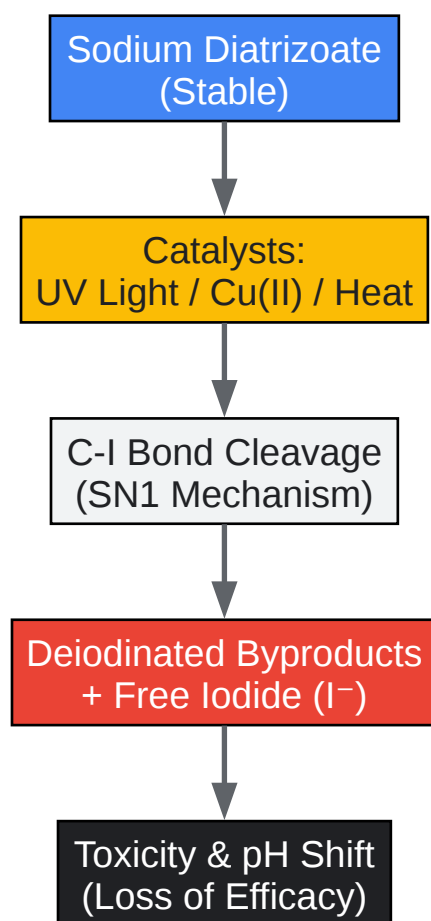 Sodium Diatrizoate
(Stable)
Catalysts:
UV Light / Cu(II) / Heat
C-I Bond Cleavage
(SN1 Mechanism)
Deiodinated Byproducts
+ Free Iodide (I⁻)
Toxicity & pH Shift
(Loss of Efficacy)